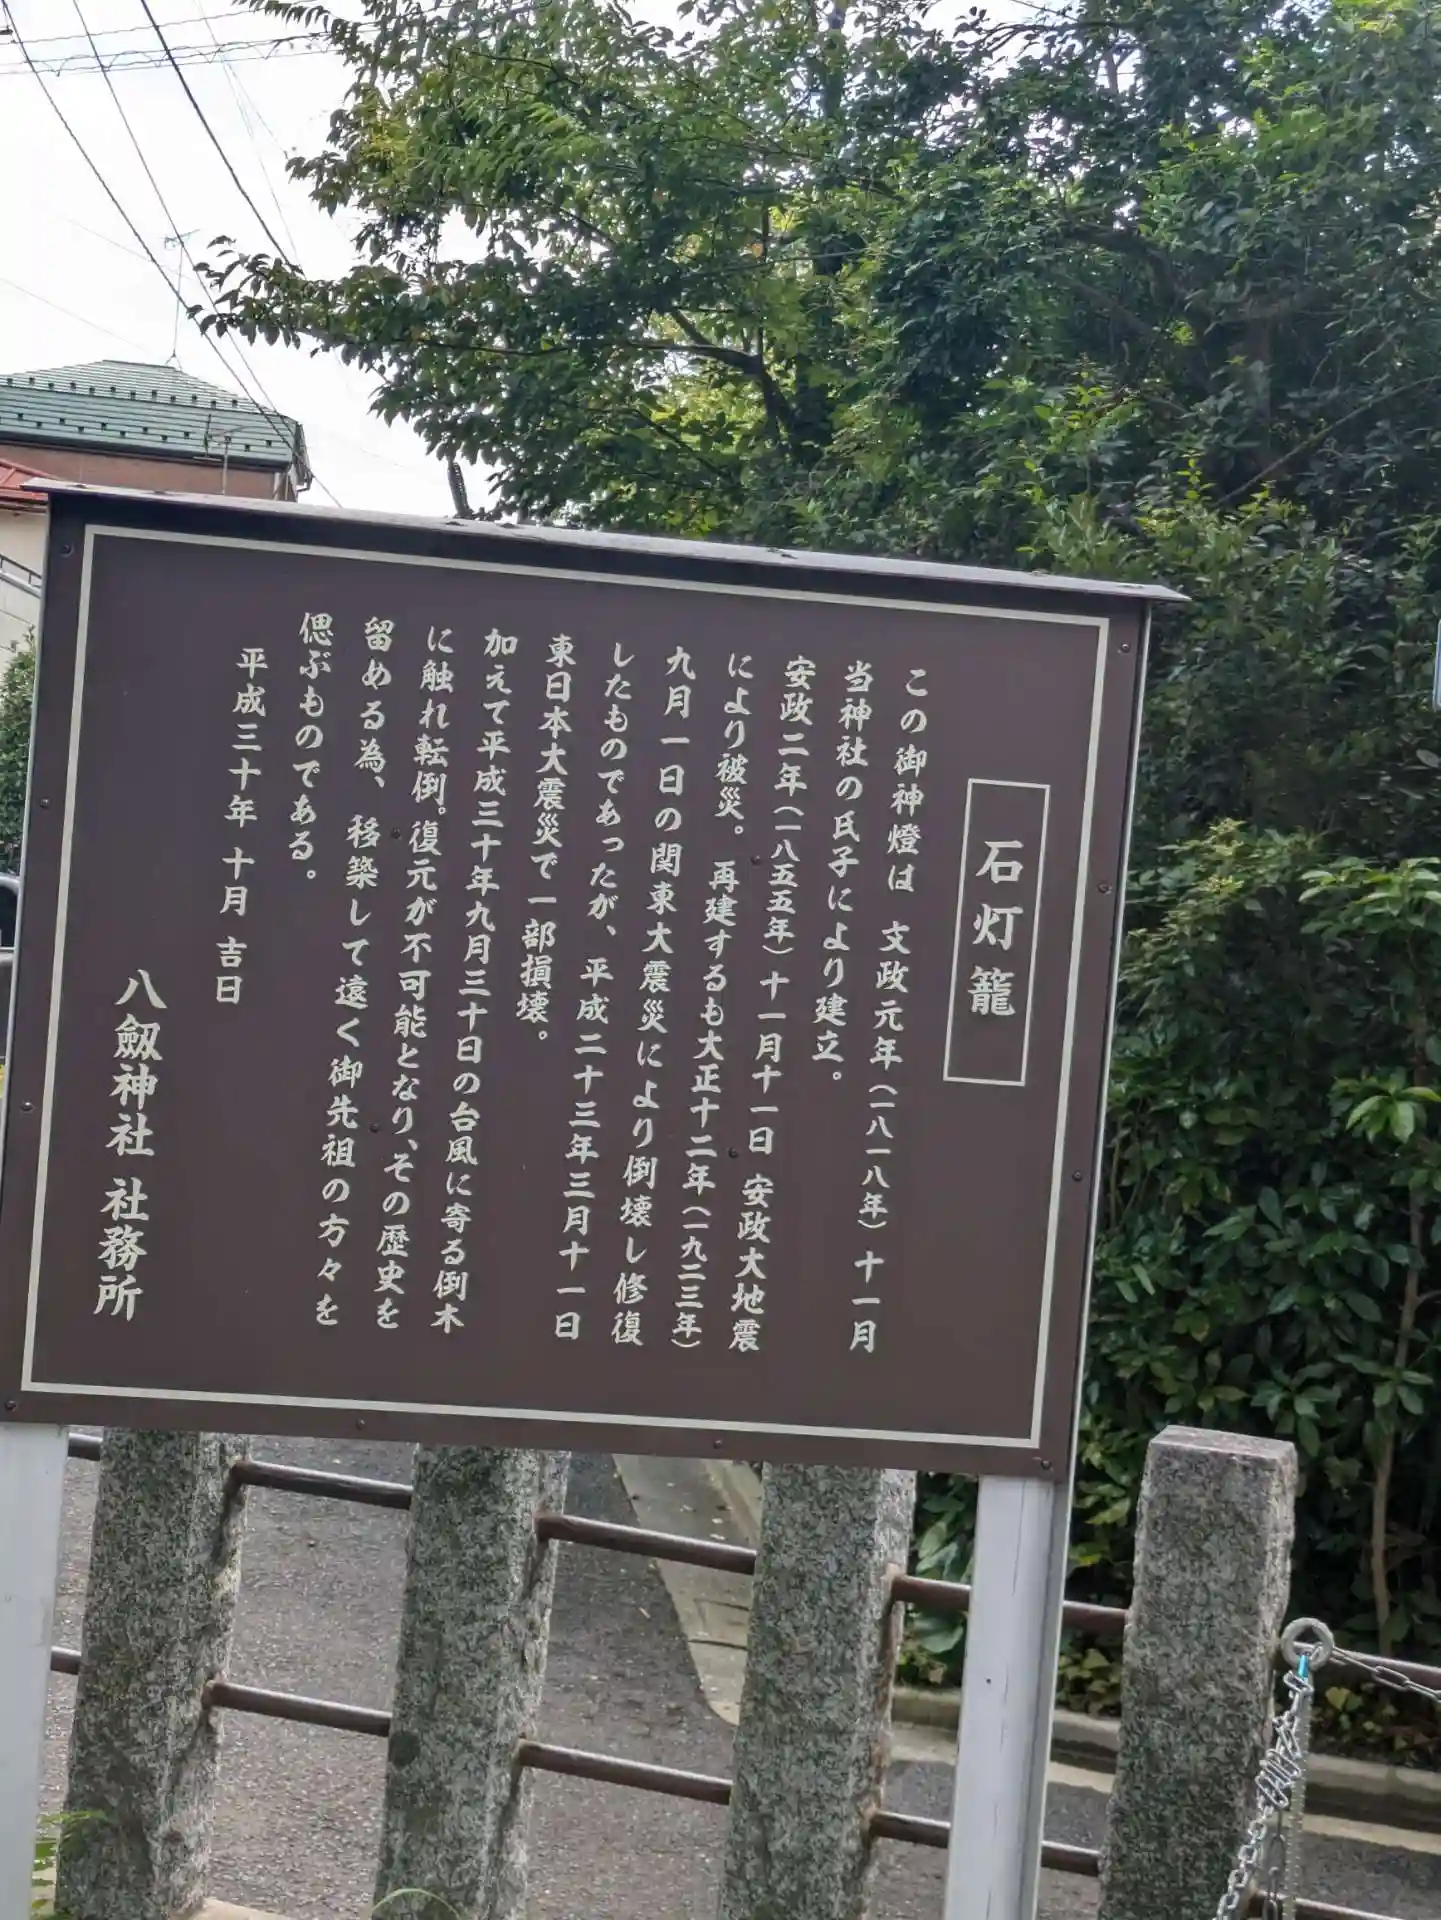 石灯籠
この御神燈は 文政元年（一八一八年）十一月
当神社の氏子により建立。
安政二年（一八五五年）十一月十一日 安政大地震
により被災。 再建するも大正十二年（一九二三年）
九月一日の関東大震災により倒壊し修復
したものであったが、平成二十三年三月十一日
東日本大震災で一部損壊。
加えて平成三十年九月三十日の台風に寄る倒木
に触れ転倒。復元が不可能となり、その歴史を
留める為、移築して遠く御先祖の方々を
偲ぶものである。
平成三十年 十月 吉日
八劔神社 社務所